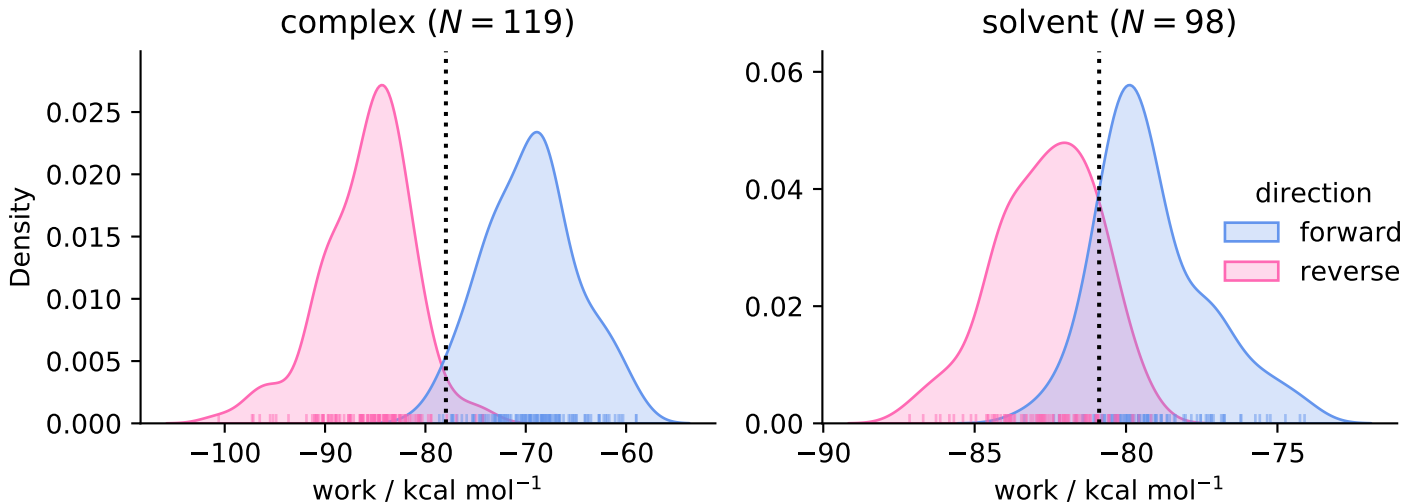 complex (N = 119)
Density
0.025
0.020
0.015
0.010
0.005
0.000
−100
−90
−80
−70
−60
work / kcal mol⁻¹
solvent (N = 98)
0.06
0.04
0.02
0.00
−90
−85
−80
−75
work / kcal mol⁻¹
direction
forward
reverse